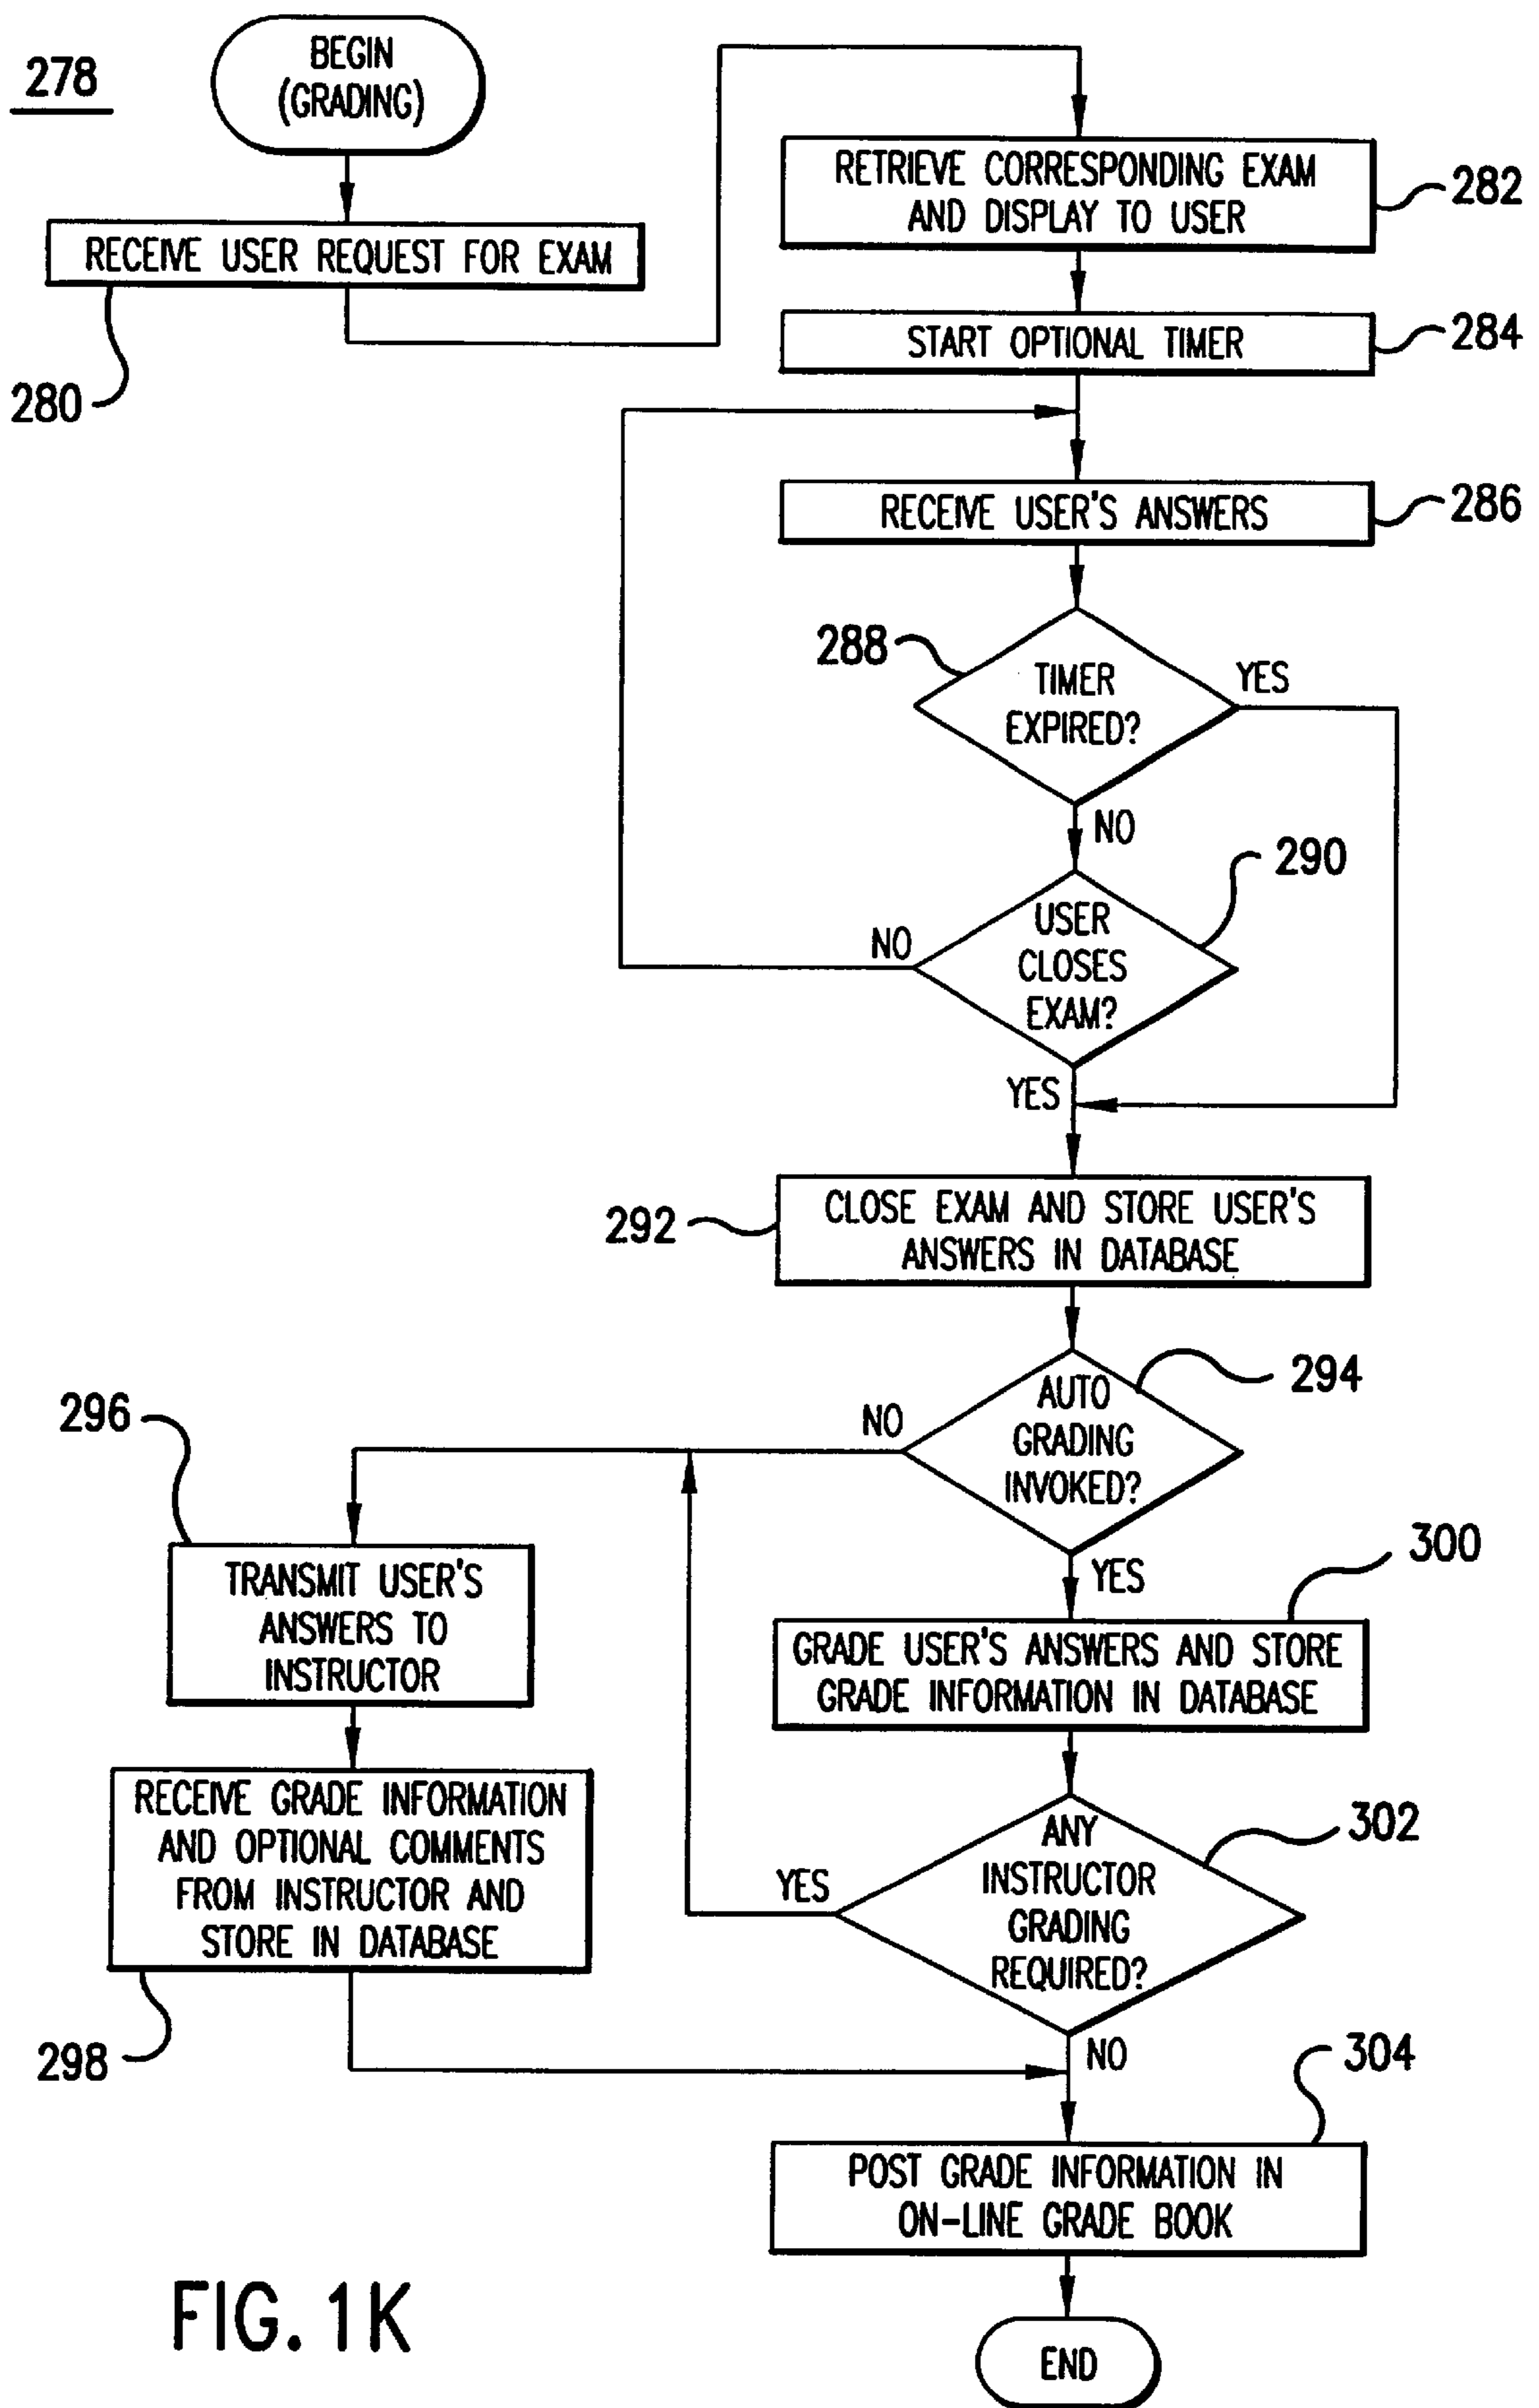 278
BEGIN
(GRADING)
RECEIVE USER REQUEST FOR EXAM
280
RETRIEVE CORRESPONDING EXAM
AND DISPLAY TO USER
282
START OPTIONAL TIMER
284
RECEIVE USER'S ANSWERS
286
288
TIMER
EXPIRED?
YES
NO
290
USER
CLOSES
EXAM?
NO
YES
292
CLOSE EXAM AND STORE USER'S
ANSWERS IN DATABASE
294
AUTO
GRADING
INVOKED?
NO
YES
296
TRANSMIT USER'S
ANSWERS TO
INSTRUCTOR
RECEIVE GRADE INFORMATION
AND OPTIONAL COMMENTS
FROM INSTRUCTOR AND
STORE IN DATABASE
298
300
GRADE USER'S ANSWERS AND STORE
GRADE INFORMATION IN DATABASE
302
ANY
INSTRUCTOR
GRADING
REQUIRED?
YES
NO
304
POST GRADE INFORMATION IN
ON-LINE GRADE BOOK
END
FIG. 1K